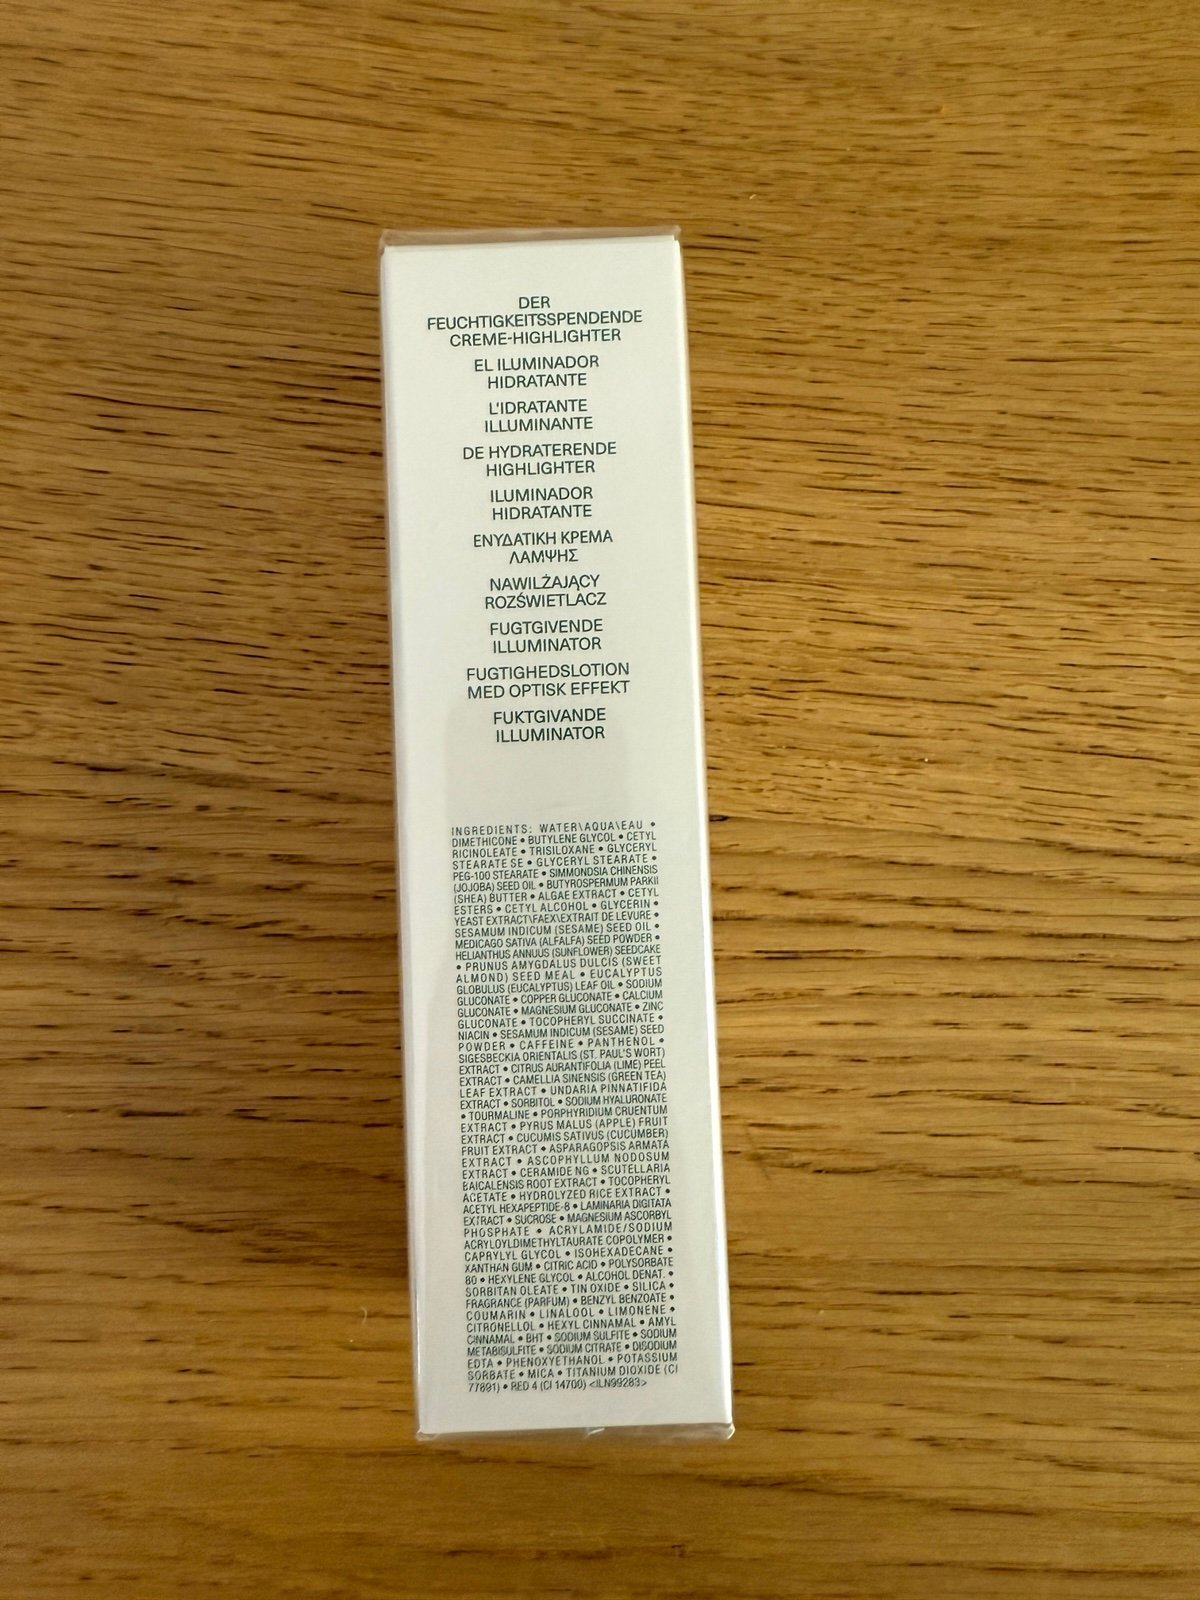 DER
FEUCHTIGKEITSSPENDENDE
CREME-HIGHLIGHTER
EL ILUMINADOR
HIDRATANTE
L'IDRATANTE
ILLUMINANTE
DE HYDRATERENDE
HIGHLIGHTER
ILUMINADOR
HIDRATANTE
ΕΝΥΔΑΤΙΚΗ ΚΡΕΜΑ
ΛΑΜΨΗΣ
NAWILŻAJĄCY
ROZŚWIETLACZ
FUGTGIVENDE
ILLUMINATOR
FUGTIGHEDSLOTION
MED OPTISK EFFEKT
FUKTGIVANDE
ILLUMINATOR
INGREDIENTS: WATER\AQUA\EAU •
DIMETHICONE • BUTYLENE GLYCOL • CETYL
RICINOLEATE • TRISILOXANE • GLYCERYL
STEARATE SE • GLYCERYL STEARATE •
PEG-100 STEARATE • SIMMONDSIA CHINENSIS
(JOJOBA) SEED OIL • BUTYROSPERMUM PARKII
(SHEA) BUTTER • ALGAE EXTRACT • CETYL
ESTERS • CETYL ALCOHOL • GLYCERIN •
YEAST EXTRACT\FAEX\EXTRAIT DE LEVURE •
SESAMUM INDICUM (SESAME) SEED OIL •
MEDICAGO SATIVA (ALFALFA) SEED POWDER •
HELIANTHUS ANNUUS (SUNFLOWER) SEEDCAKE
• PRUNUS AMYGDALUS DULCIS (SWEET
ALMOND) SEED MEAL • EUCALYPTUS
GLOBULUS (EUCALYPTUS) LEAF OIL • SODIUM
GLUCONATE • COPPER GLUCONATE • CALCIUM
GLUCONATE • MAGNESIUM GLUCONATE • ZINC
GLUCONATE • TOCOPHERYL SUCCINATE •
NIACIN • SESAMUM INDICUM (SESAME) SEED
POWDER • CAFFEINE • PANTHENOL •
SIGESBECKIA ORIENTALIS (ST. PAUL'S WORT)
EXTRACT • CITRUS AURANTIFOLIA (LIME) PEEL
EXTRACT • CAMELLIA SINENSIS (GREEN TEA)
LEAF EXTRACT • UNDARIA PINNATIFIDA
EXTRACT • SORBITOL • SODIUM HYALURONATE
• TOURMALINE • PORPHYRIDIUM CRUENTUM
EXTRACT • PYRUS MALUS (APPLE) FRUIT
EXTRACT • CUCUMIS SATIVUS (CUCUMBER)
FRUIT EXTRACT • ASPARAGOPSIS ARMATA
EXTRACT • ASCOPHYLLUM NODOSUM
EXTRACT • CERAMIDE NG • SCUTELLARIA
BAICALENSIS ROOT EXTRACT • TOCOPHERYL
ACETATE • HYDROLYZED RICE EXTRACT •
ACETYL HEXAPEPTIDE-8 • LAMINARIA DIGITATA
EXTRACT • SUCROSE • MAGNESIUM ASCORBYL
PHOSPHATE • ACRYLAMIDE/SODIUM
ACRYLOYLDIMETHYLTAURATE COPOLYMER •
CAPRYLYL GLYCOL • ISOHEXADECANE •
XANTHAN GUM • CITRIC ACID • POLYSORBATE
80 • HEXYLENE GLYCOL • ALCOHOL DENAT. •
SORBITAN OLEATE • TIN OXIDE • SILICA •
FRAGRANCE (PARFUM) • BENZYL BENZOATE •
COUMARIN • LINALOOL • LIMONENE •
CITRONELLOL • HEXYL CINNAMAL • AMYL
CINNAMAL • BHT • SODIUM SULFITE • SODIUM
METABISULFITE • SODIUM CITRATE • DISODIUM
EDTA • PHENOXYETHANOL • POTASSIUM
SORBATE • MICA • TITANIUM DIOXIDE (CI
77891) • RED 4 (CI 14700) <ILN99283>